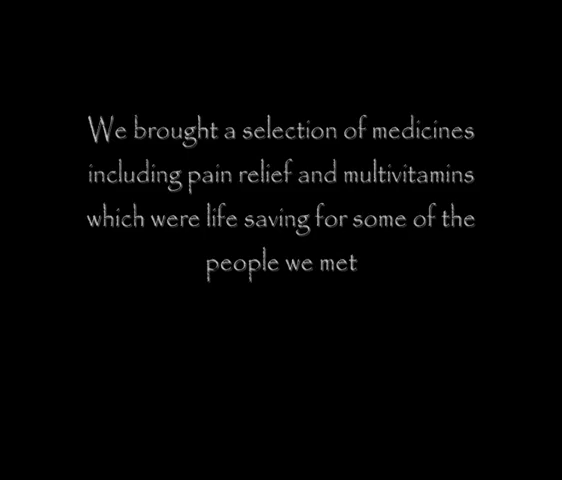 We brought a selection of medicines
including pain relief and multivitamins
which were life saving for some of the
people we met